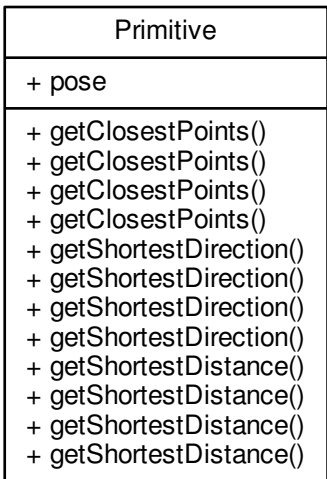 Primitive
+ pose
+ getClosestPoints()
+ getClosestPoints()
+ getClosestPoints()
+ getClosestPoints()
+ getShortestDirection()
+ getShortestDirection()
+ getShortestDirection()
+ getShortestDirection()
+ getShortestDistance()
+ getShortestDistance()
+ getShortestDistance()
+ getShortestDistance()